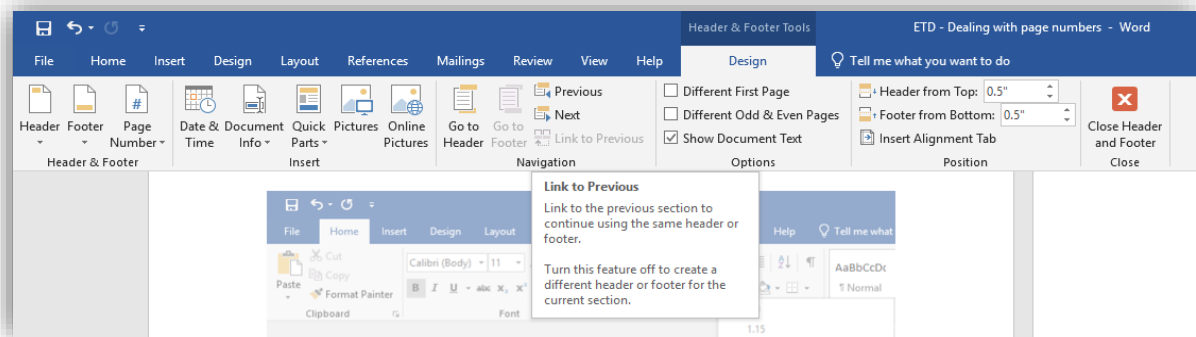 Header & Footer Tools ETD - Dealing with page numbers - Word
File Home Insert Design Layout References Mailings Review View Help Design Tell me what you want to do
Header Footer Page Number
Header & Footer
Date & Time Document Info Quick Parts Pictures Online Pictures
Insert
Go to Header Go to Footer Previous
Next
Link to Previous
Navigation
Different First Page
Different Odd & Even Pages
Show Document Text
Options
Header from Top: 0.5"
Footer from Bottom: 0.5"
Insert Alignment Tab
Position
Close Header and Footer
Close
Link to Previous
Link to the previous section to
continue using the same header or
footer.
Turn this feature off to create a
different header or footer for the
current section.
File Home Insert Design Layout Help Tell me what
Paste Cut
Copy
Format Painter
Clipboard
Calibri (Body) 11
B I U abc X₂ X²
Font
AaBbCcDc
¶ Normal
1.15